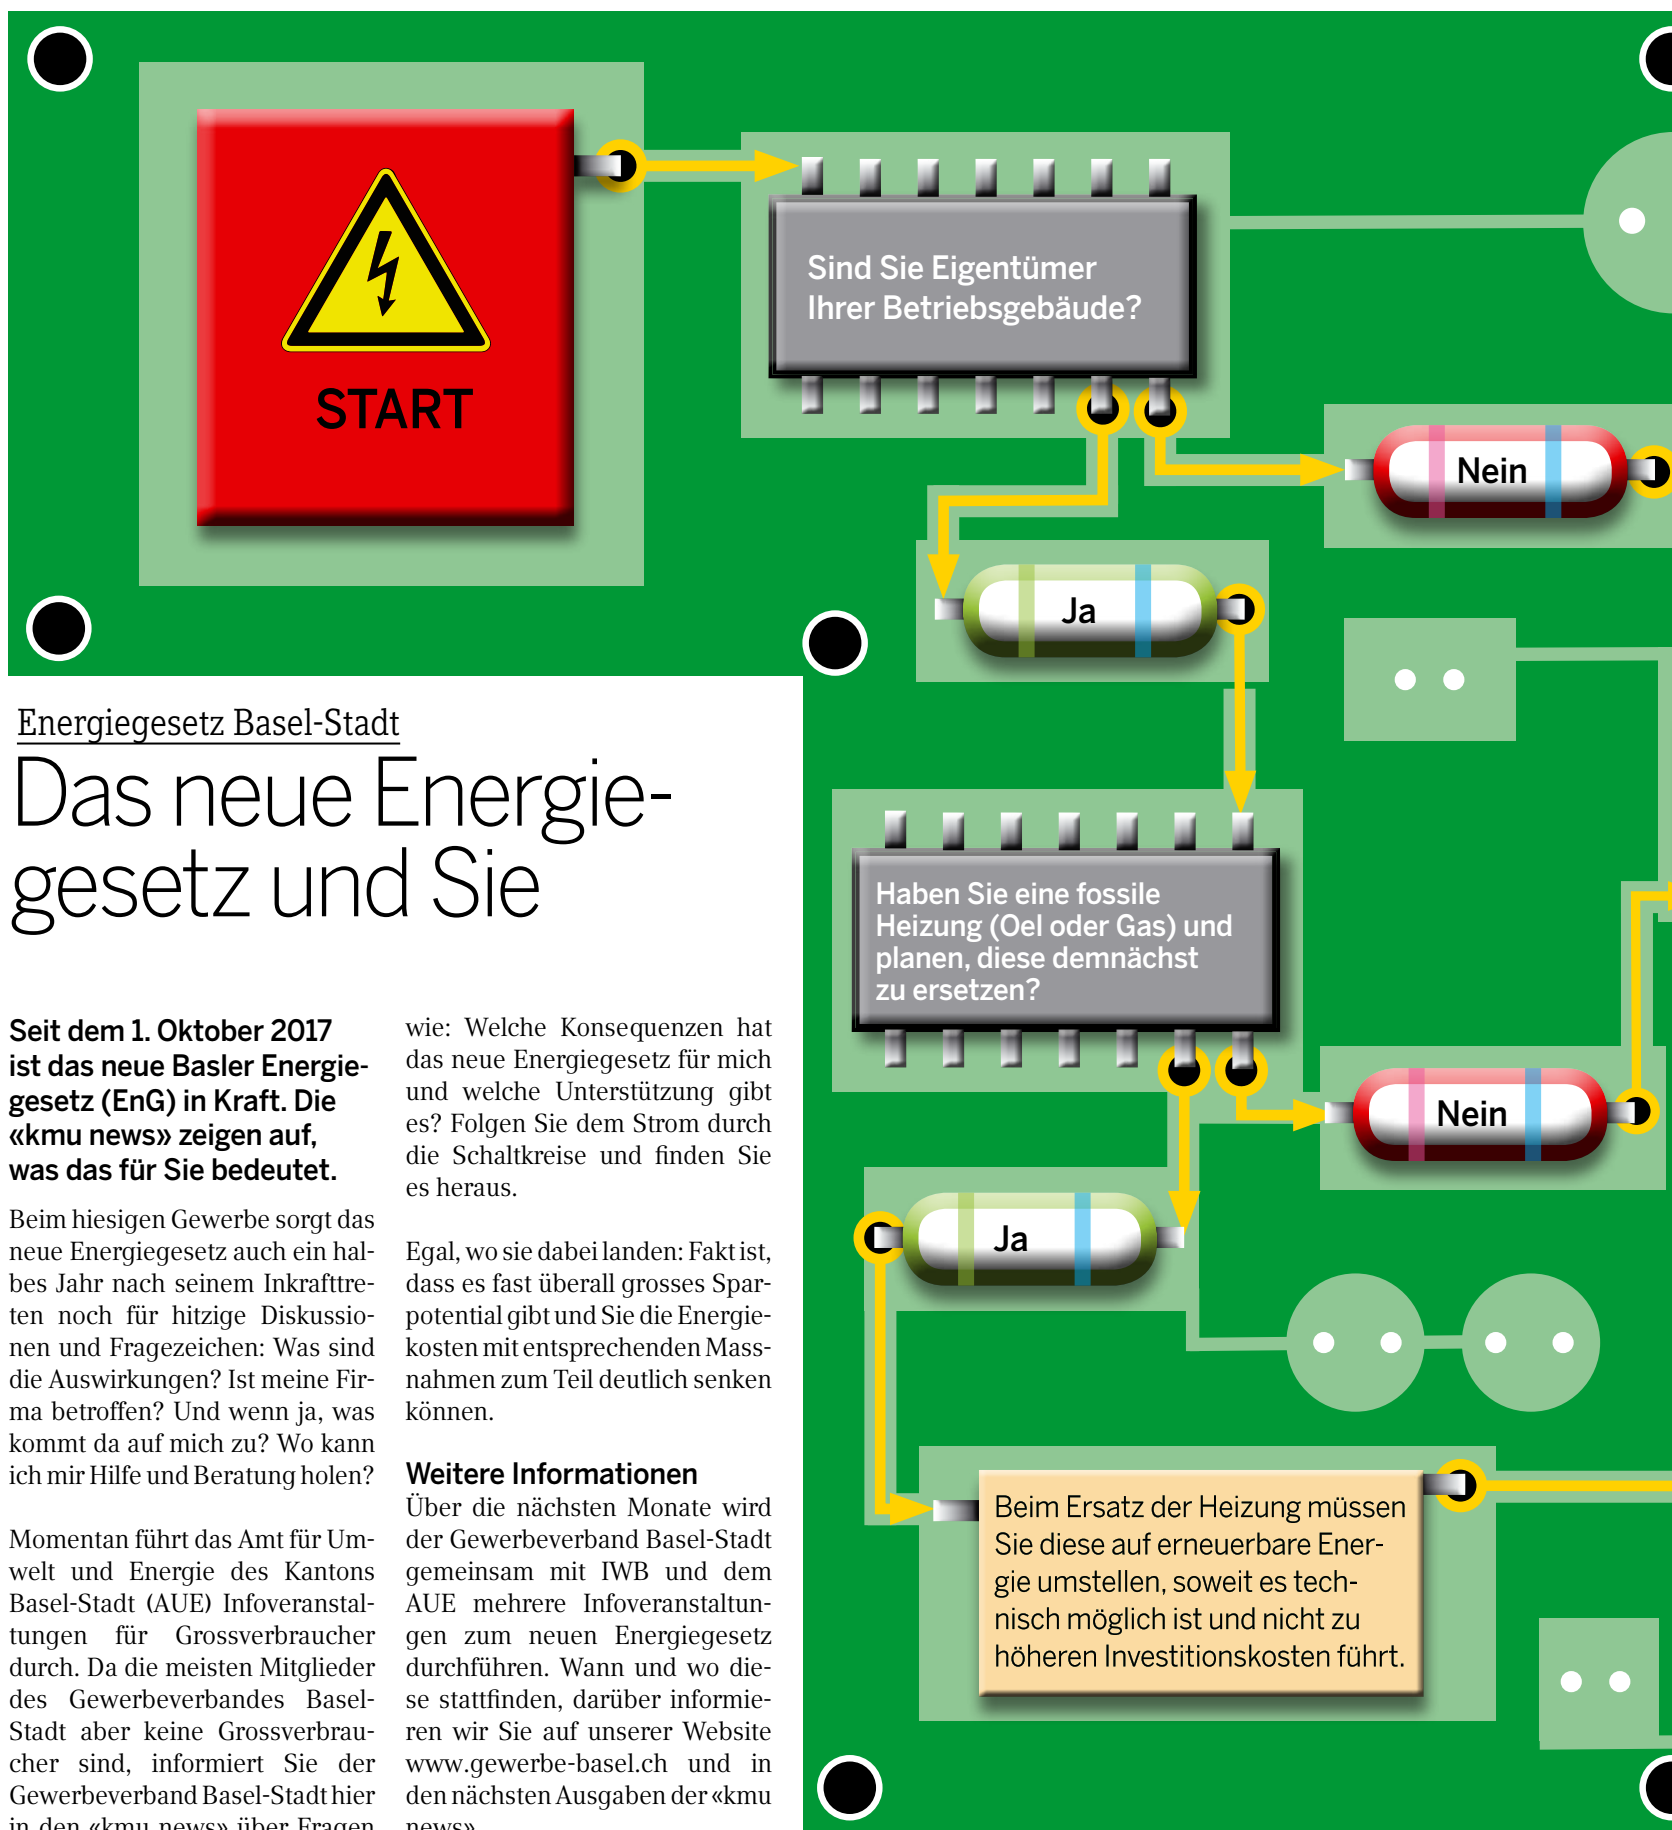 START
Sind Sie Eigentümer
Ihrer Betriebsgebäude?
Nein
Ja
Haben Sie eine fossile
Heizung (Oel oder Gas) und
planen, diese demnächst
zu ersetzen?
Nein
Ja
Beim Ersatz der Heizung müssen
Sie diese auf erneuerbare Ener-
gie umstellen, soweit es tech-
nisch möglich ist und nicht zu
höheren Investitionskosten führt.
Energiegesetz Basel-Stadt
Das neue Energie-
gesetz und Sie
Seit dem 1. Oktober 2017
ist das neue Basler Energie-
gesetz (EnG) in Kraft. Die
«kmu news» zeigen auf,
was das für Sie bedeutet.
Beim hiesigen Gewerbe sorgt das
neue Energiegesetz auch ein hal-
bes Jahr nach seinem Inkrafttre-
ten noch für hitzige Diskussio-
nen und Fragezeichen: Was sind
die Auswirkungen? Ist meine Fir-
ma betroffen? Und wenn ja, was
kommt da auf mich zu? Wo kann
ich mir Hilfe und Beratung holen?
Momentan führt das Amt für Um-
welt und Energie des Kantons
Basel-Stadt (AUE) Infoveranstal-
tungen für Grossverbraucher
durch. Da die meisten Mitglieder
des Gewerbeverbandes Basel-
Stadt aber keine Grossverbrau-
cher sind, informiert Sie der
Gewerbeverband Basel-Stadt hier
in den «kmu news» über Fragen
wie: Welche Konsequenzen hat
das neue Energiegesetz für mich
und welche Unterstützung gibt
es? Folgen Sie dem Strom durch
die Schaltkreise und finden Sie
es heraus.
Egal, wo sie dabei landen: Fakt ist,
dass es fast überall grosses Spar-
potential gibt und Sie die Energie-
kosten mit entsprechenden Mass-
nahmen zum Teil deutlich senken
können.
Weitere Informationen
Über die nächsten Monate wird
der Gewerbeverband Basel-Stadt
gemeinsam mit IWB und dem
AUE mehrere Infoveranstaltun-
gen zum neuen Energiegesetz
durchführen. Wann und wo die-
se stattfinden, darüber informie-
ren wir Sie auf unserer Website
www.gewerbe-basel.ch und in
den nächsten Ausgaben der «kmu
news».